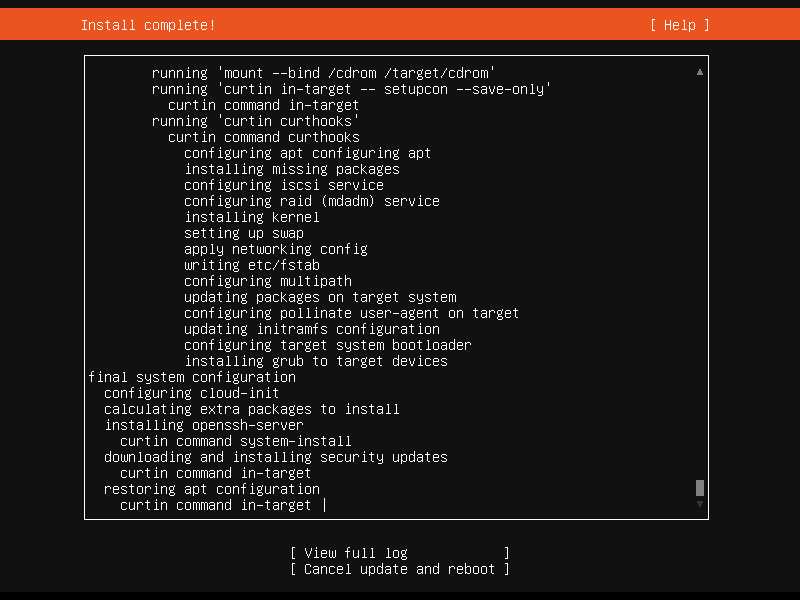 Install complete! [ Help ]
running 'mount --bind /cdrom /target/cdrom'
running 'curtin in-target -- setupcon --save-only'
curtin command in-target
running 'curtin curthooks'
curtin command curthooks
configuring apt configuring apt
installing missing packages
configuring iscsi service
configuring raid (mdadm) service
installing kernel
setting up swap
apply networking config
writing etc/fstab
configuring multipath
updating packages on target system
configuring pollinate user-agent on target
updating initramfs configuration
configuring target system bootloader
installing grub to target devices
final system configuration
configuring cloud-init
calculating extra packages to install
installing openssh-server
curtin command system-install
downloading and installing security updates
curtin command in-target
restoring apt configuration
curtin command in-target |
[ View full log ]
[ Cancel update and reboot ]